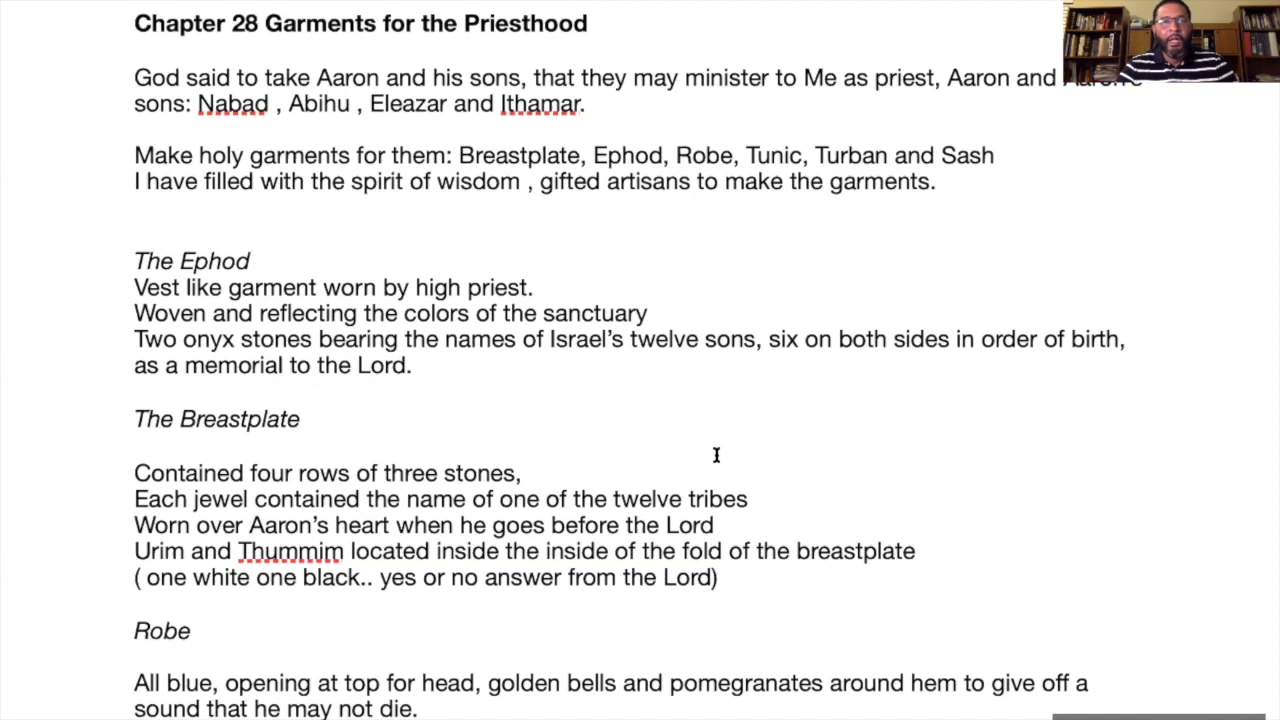 Chapter 28 Garments for the Priesthood
God said to take Aaron and his sons, that they may minister to Me as priest, Aaron and Aaron's
sons: Nabad , Abihu , Eleazar and Ithamar.
Make holy garments for them: Breastplate, Ephod, Robe, Tunic, Turban and Sash
I have filled with the spirit of wisdom , gifted artisans to make the garments.
The Ephod
Vest like garment worn by high priest.
Woven and reflecting the colors of the sanctuary
Two onyx stones bearing the names of Israel’s twelve sons, six on both sides in order of birth,
as a memorial to the Lord.
The Breastplate
Contained four rows of three stones,
Each jewel contained the name of one of the twelve tribes
Worn over Aaron’s heart when he goes before the Lord
Urim and Thummim located inside the inside of the fold of the breastplate
( one white one black.. yes or no answer from the Lord)
Robe
All blue, opening at top for head, golden bells and pomegranates around hem to give off a
sound that he may not die.